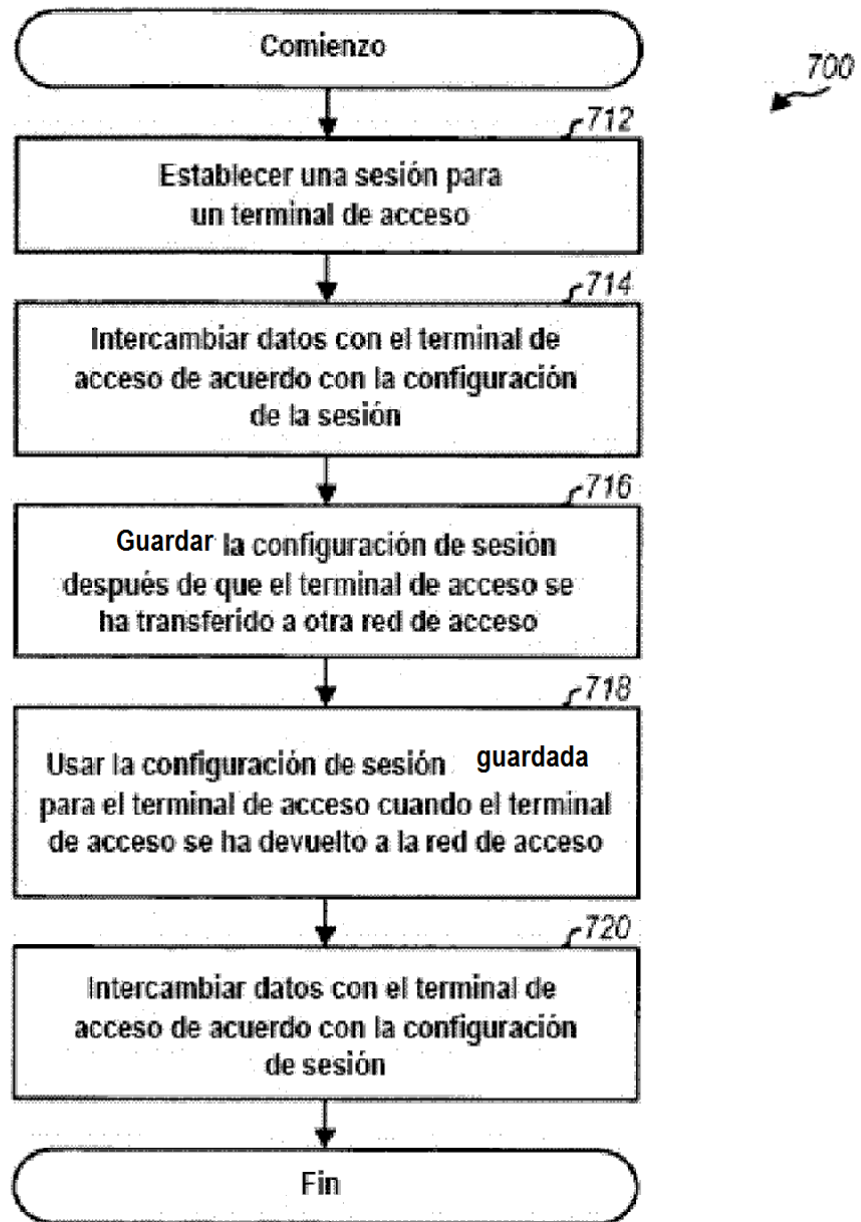 Comienzo
700
712
Establecer una sesión para
un terminal de acceso
714
Intercambiar datos con el terminal de
acceso de acuerdo con la configuración
de la sesión
716
Guardar la configuración de sesión
después de que el terminal de acceso se
ha transferido a otra red de acceso
718
Usar la configuración de sesión guardada
para el terminal de acceso cuando el terminal
de acceso se ha devuelto a la red de acceso
720
Intercambiar datos con el terminal de
acceso de acuerdo con la configuración
de sesión
Fin